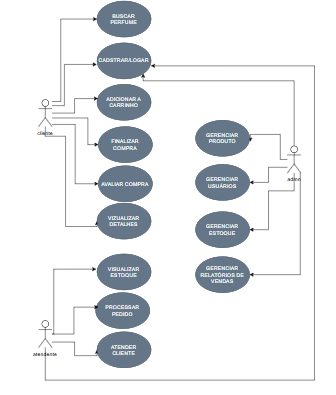 BUSCAR
PERFUME
CADSTRAR/LOGAR
ADICIONAR A
CARRINHO
FINALIZAR
COMPRA
AVALIAR COMPRA
VIZUALIZAR
DETALHES
cliente
GERENCIAR
PRODUTO
GERENCIAR
USUÁRIOS
GERENCIAR
ESTOQUE
GERENCIAR
RELATÓRIOS DE
VENDAS
admin
VISUALIZAR
ESTOQUE
PROCESSAR
PEDIDO
ATENDER
CLIENTE
atendente